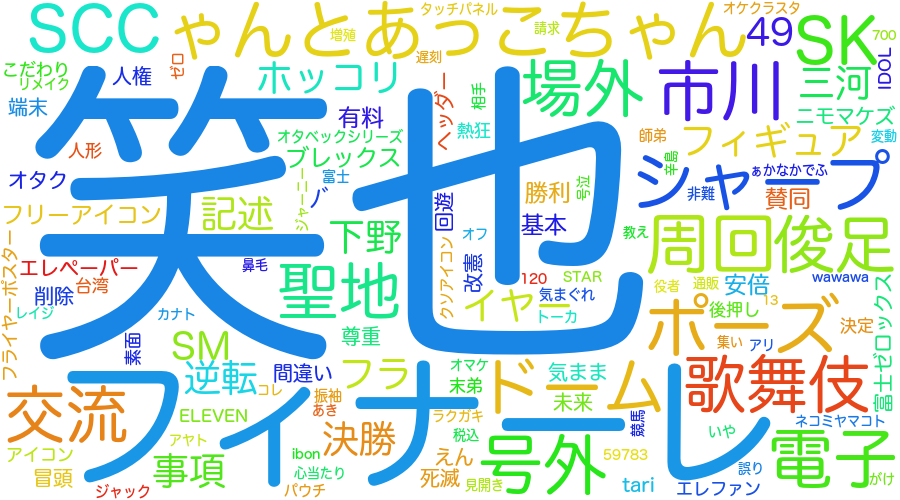 SCC
ゃんとあっこちゃん
増殖
タッチパネル
請求
オケクラスタ
49
SK
700
IDOL
こだわり
リメイク
人権
ゼロ
ホッコリ
遅刻
ヘッダー
相手
場外
市川
三河
端末
有料
笑
也
オタベックシリーズ
熱狂
ニモマケズ
人形
ブレックス
師弟
フィギュア
変動
オタク
富士
ジャーニー
バ
回遊
勝利
号泣
辛島
シャープ
非難
ぁかなかでふ
賛同
フリーアイコン
記述
下野
基本
教え
周回俊足
フライヤーポスター
エレペーパー
鼻毛
聖地
オフ
クソアイコン
改憲
120
STAR
役者
通販
安倍
wawawa
台湾
削除
レイジ
カナト
イヤー
気まぐれ
トーカ
ポーズ
13
後押し
富士ゼロックス
素面
SM
尊重
集い
アリ
決定
逆転
間違い
フラ
オマケ
末弟
ドーム
気まま
未来
歌舞伎
交流
フィナーレ
コレ
振袖
あき
ELEVEN
ラクガキ
税込
競馬
いや
ネコミヤマコト
アイコン
アヤト
決勝
号外
電子
冒頭
事項
ibon
心当たり
えん
死滅
見開き
59783
誤り
がけ
ジャック
パウチ
tari
エレファン